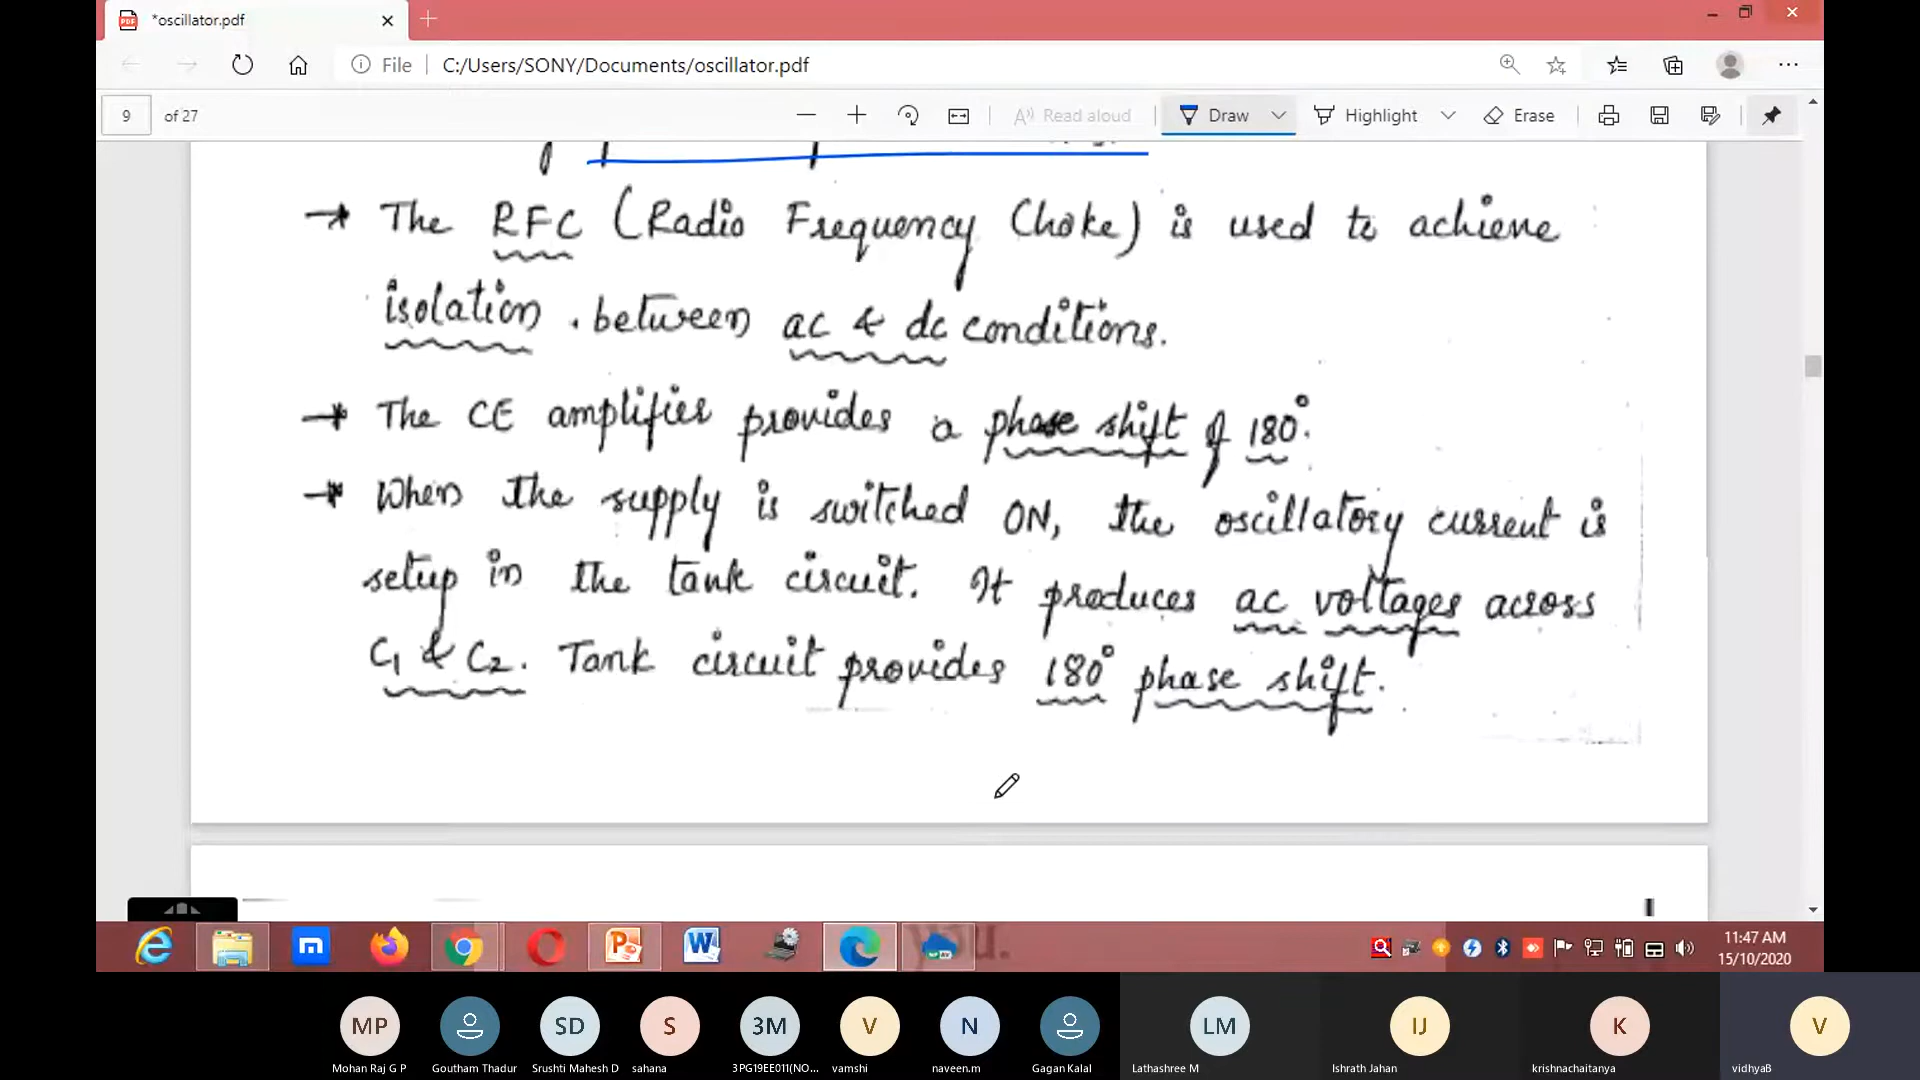 *oscillator.pdf
File C:/Users/SONY/Documents/oscillator.pdf
9 of 27 Read aloud Draw Highlight Erase
→ The RFC (Radio Frequency Choke) is used to achieve
isolation between ac & dc conditions.
→ The CE amplifier provides a phase shift of 180°.
→ When the supply is switched ON, the oscillatory current is
setup in the tank circuit. It produces ac voltages across
C1 & C2. Tank circuit provides 180° phase shift.
you.
11:47 AM
15/10/2020
MP SD S 3M V N LM IJ K V
Mohan Raj G P Goutham Thadur Srushti Mahesh D sahana 3PG19EE011(NO... vamshi naveen.m Gagan Kalal Lathashree M Ishrath Jahan krishnachaitanya vidhyaB